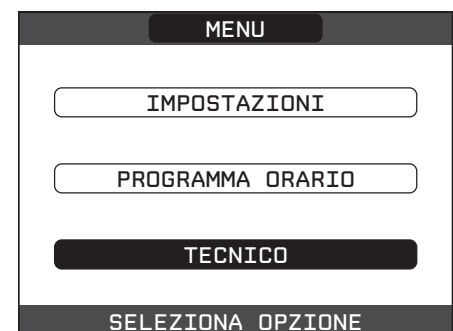 MENU
IMPOSTAZIONI
PROGRAMMA ORARIO
TECNICO
SELEZIONA OPZIONE